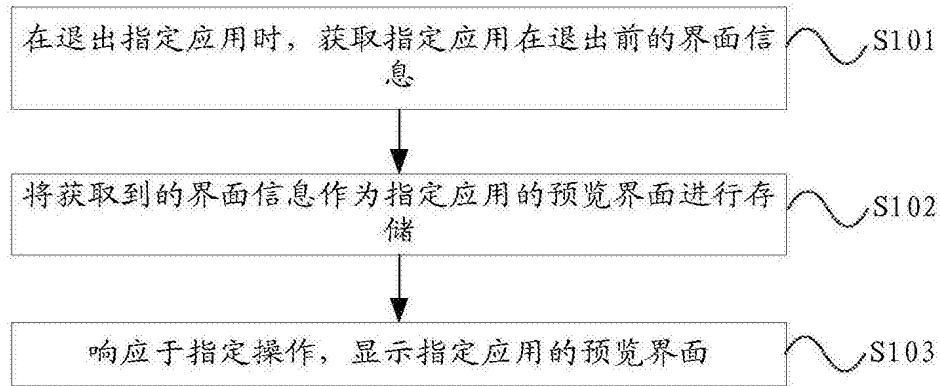 在退出指定应用时，获取指定应用在退出前的界面信
息
S101
将获取到的界面信息作为指定应用的预览界面进行存
储
S102
响应于指定操作，显示指定应用的预览界面
S103